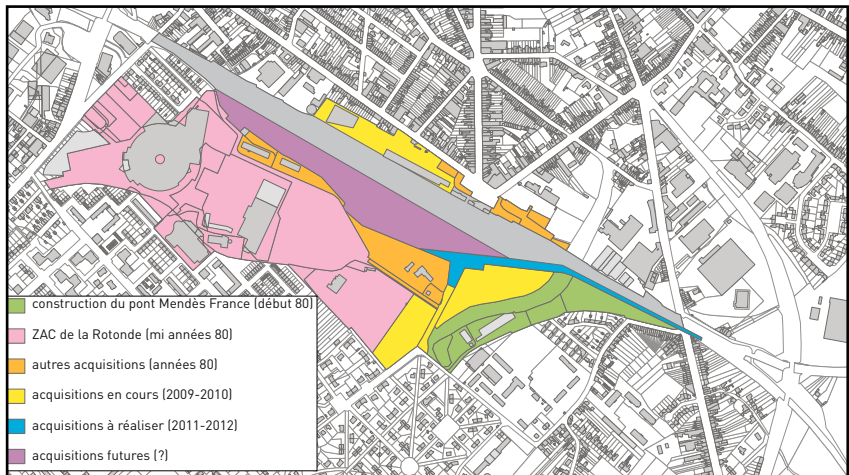 construction du pont Mendès France (début 80)
ZAC de la Rotonde (mi années 80)
autres acquisitions (années 80)
acquisitions en cours (2009-2010)
acquisitions à réaliser (2011-2012)
acquisitions futures (?)